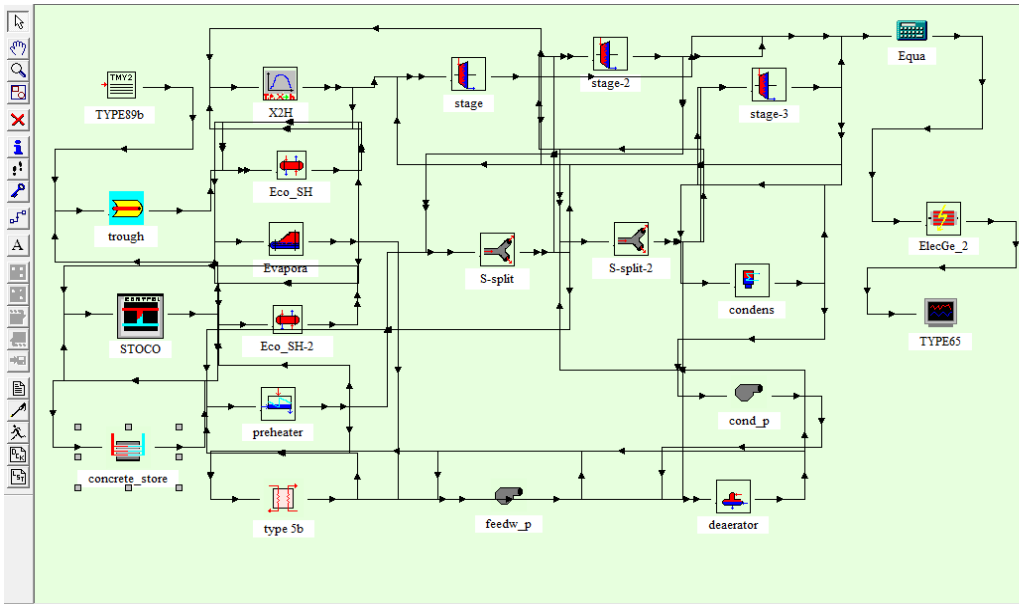 Equa
stage-2
TMY2
TYPE89b
X2H
stage
stage-3
Eco_SH
trough
Evapora
S-split
S-split-2
ElecGe_2
condens
CONTROL
STOCO
Eco_SH-2
TYPE65
preheater
cond_p
concrete_store
type 5b
feedw_p
deaerator
A